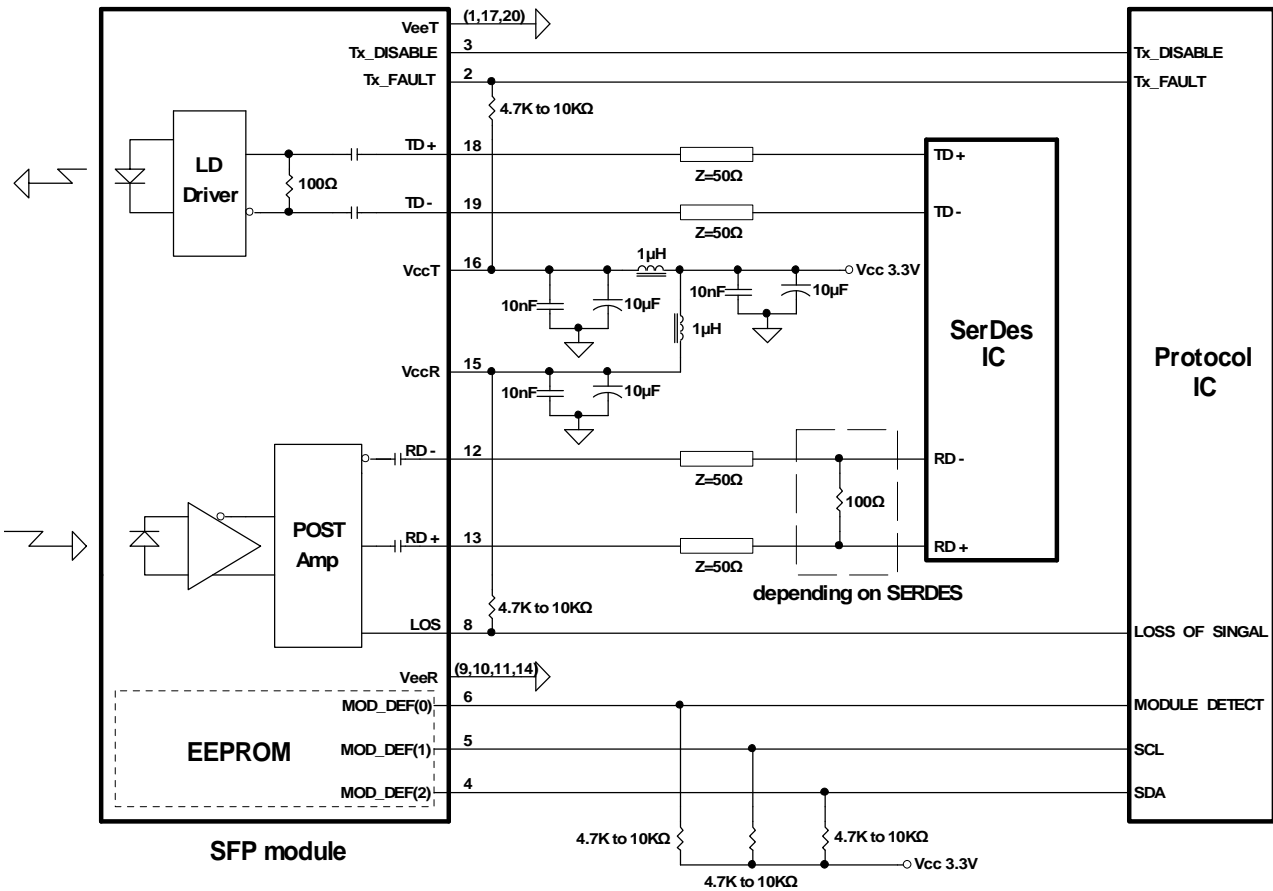 VeeT (1,17,20)
Tx_DISABLE 3 Tx_DISABLE
Tx_FAULT 2 Tx_FAULT
4.7K to 10KΩ
LD
Driver
100Ω
TD+ 18 TD+
Z=50Ω
TD- 19 TD-
Z=50Ω
1µH
VccT 16 Vcc 3.3V
10nF 10µF 10nF 10µF
1µH
SerDes
IC
Protocol
IC
VccR 15
10nF 10µF
RD- 12 RD-
Z=50Ω
100Ω
POST
Amp
RD+ 13 RD+
Z=50Ω
depending on SERDES
4.7K to 10KΩ
LOS 8 LOSS OF SINGAL
VeeR (9,10,11,14)
MOD_DEF(0) 6 MODULE DETECT
EEPROM
MOD_DEF(1) 5 SCL
MOD_DEF(2) 4 SDA
4.7K to 10KΩ 4.7K to 10KΩ
SFP module
Vcc 3.3V
4.7K to 10KΩ